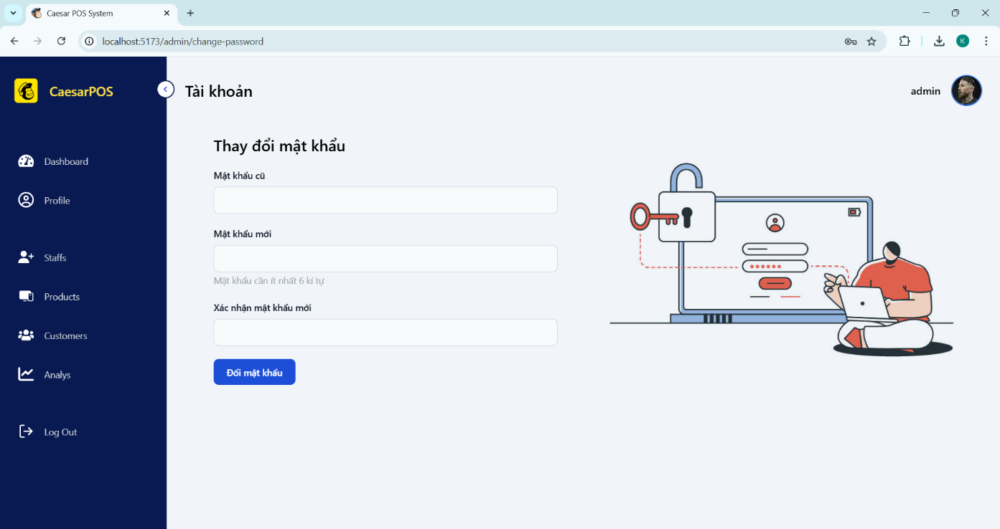 Caesar POS System
localhost:5173/admin/change-password
K
CaesarPOS
Tài khoản
admin
Dashboard
Profile
Staffs
Products
Customers
Analys
Log Out
Thay đổi mật khẩu
Mật khẩu cũ
Mật khẩu mới
Mật khẩu cần ít nhất 6 kí tự
Xác nhận mật khẩu mới
Đổi mật khẩu